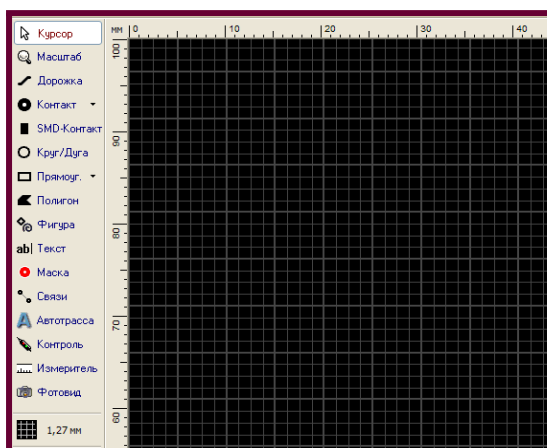 Курсор
Масштаб
Дорожка
Контакт
SMD-Контакт
Круг/Дуга
Прямоуг.
Полигон
Фигура
ab| Текст
Маска
Связи
Автотрасса
Контроль
Измеритель
Фотовид
1,27 мм
мм 0 10 20 30 40
100
90
80
70
60